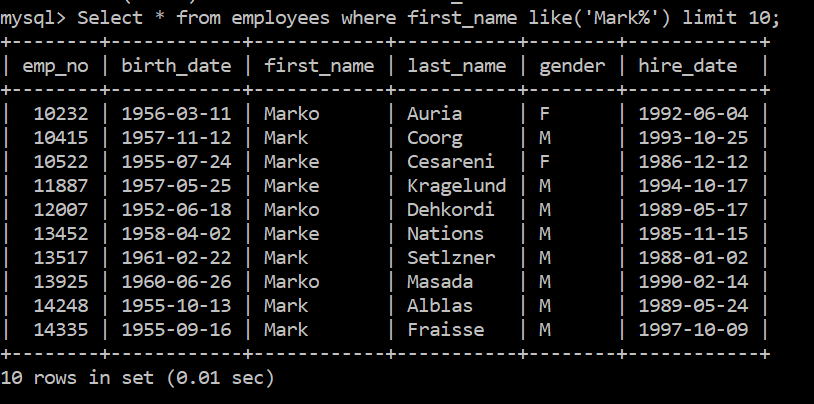 mysql> Select * from employees where first_name like('Mark%') limit 10;
+--------+------------+------------+-----------+--------+------------+
| emp_no | birth_date | first_name | last_name | gender | hire_date  |
+--------+------------+------------+-----------+--------+------------+
|  10232 | 1956-03-11 | Marko      | Auria     | F      | 1992-06-04 |
|  10415 | 1957-11-12 | Mark       | Coorg     | M      | 1993-10-25 |
|  10522 | 1955-07-24 | Marke      | Cesareni  | F      | 1986-12-12 |
|  11887 | 1957-05-25 | Marke      | Kragelund | M      | 1994-10-17 |
|  12007 | 1952-06-18 | Marko      | Dehkordi  | M      | 1989-05-17 |
|  13452 | 1958-04-02 | Marke      | Nations   | M      | 1985-11-15 |
|  13517 | 1961-02-22 | Mark       | Setlzner  | M      | 1988-01-02 |
|  13925 | 1960-06-26 | Marko      | Masada    | M      | 1990-02-14 |
|  14248 | 1955-10-13 | Mark       | Alblas    | M      | 1989-05-24 |
|  14335 | 1955-09-16 | Mark       | Fraisse   | M      | 1997-10-09 |
+--------+------------+------------+-----------+--------+------------+
10 rows in set (0.01 sec)